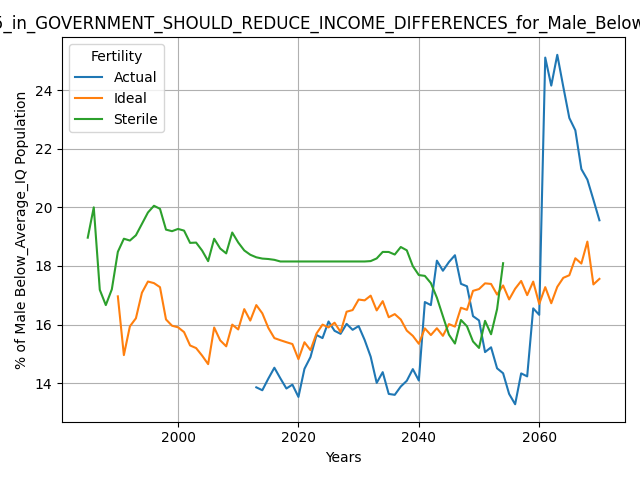 _in_GOVERNMENT_SHOULD_REDUCE_INCOME_DIFFERENCES_for_Male_Below
Fertility
Actual
Ideal
Sterile
% of Male Below_Average_IQ Population
24
22
20
18
16
14
2000
2020
2040
2060
Years